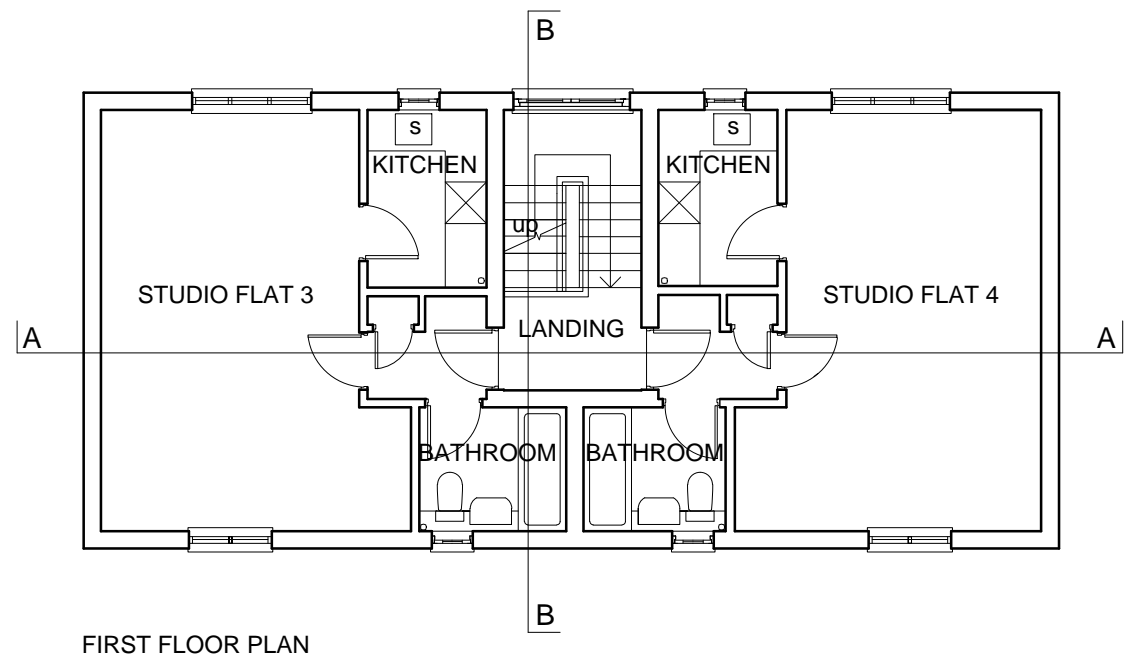 B
S
S
KITCHEN
KITCHEN
up
STUDIO FLAT 3
STUDIO FLAT 4
LANDING
A
A
BATHROOM
BATHROOM
B
FIRST FLOOR PLAN